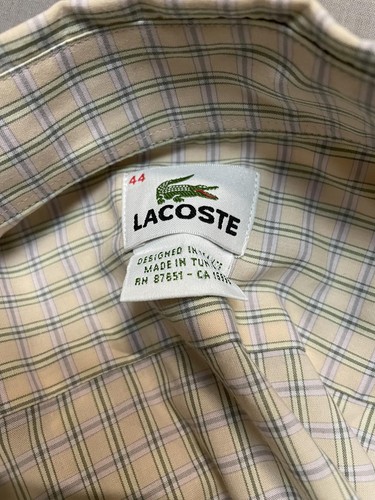 44
LACOSTE
DESIGNED IN
MADE IN
RN 87651 - CA